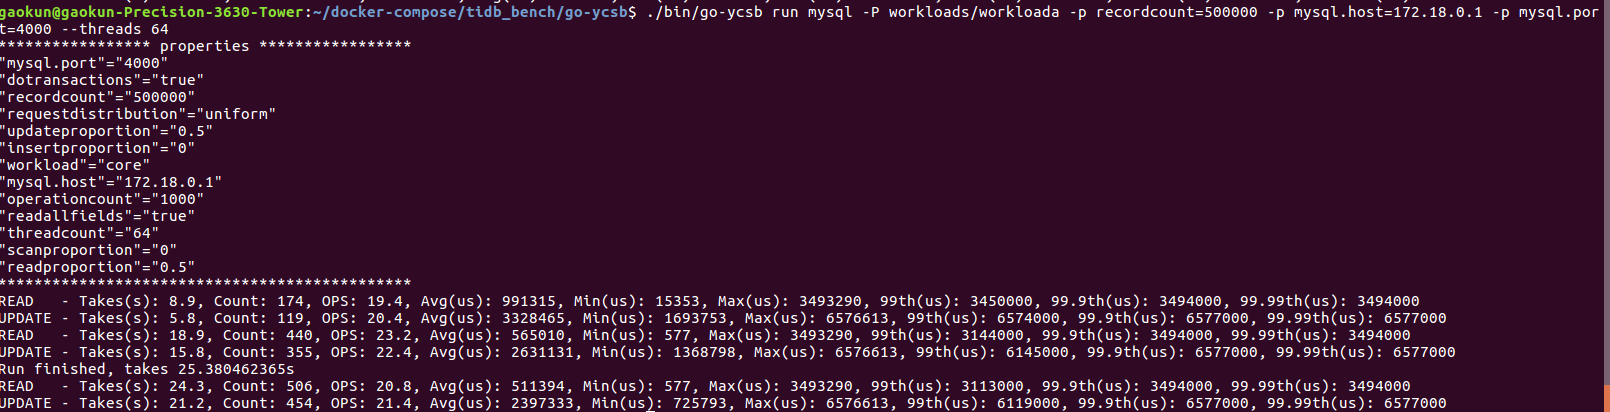 gaokun@gaokun-Precision-3630-Tower:~/docker-compose/tidb_bench/go-ycsb$ ./bin/go-ycsb run mysql -P workloads/workloada -p recordcount=500000 -p mysql.host=172.18.0.1 -p mysql.por
t=4000 --threads 64
***************** properties *****************
"mysql.port"="4000"
"dotransactions"="true"
"recordcount"="500000"
"requestdistribution"="uniform"
"updateproportion"="0.5"
"insertproportion"="0"
"workload"="core"
"mysql.host"="172.18.0.1"
"operationcount"="1000"
"readallfields"="true"
"threadcount"="64"
"scanproportion"="0"
"readproportion"="0.5"
**********************************************
READ   - Takes(s): 8.9, Count: 174, OPS: 19.4, Avg(us): 991315, Min(us): 15353, Max(us): 3493290, 99th(us): 3450000, 99.9th(us): 3494000, 99.99th(us): 3494000
UPDATE - Takes(s): 5.8, Count: 119, OPS: 20.4, Avg(us): 3328465, Min(us): 1693753, Max(us): 6576613, 99th(us): 6574000, 99.9th(us): 6577000, 99.99th(us): 6577000
READ   - Takes(s): 18.9, Count: 440, OPS: 23.2, Avg(us): 565010, Min(us): 577, Max(us): 3493290, 99th(us): 3144000, 99.9th(us): 3494000, 99.99th(us): 3494000
UPDATE - Takes(s): 15.8, Count: 355, OPS: 22.4, Avg(us): 2631131, Min(us): 1368798, Max(us): 6576613, 99th(us): 6145000, 99.9th(us): 6577000, 99.99th(us): 6577000
Run finished, takes 25.380462365s
READ   - Takes(s): 24.3, Count: 506, OPS: 20.8, Avg(us): 511394, Min(us): 577, Max(us): 3493290, 99th(us): 3113000, 99.9th(us): 3494000, 99.99th(us): 3494000
UPDATE - Takes(s): 21.2, Count: 454, OPS: 21.4, Avg(us): 2397333, Min(us): 725793, Max(us): 6576613, 99th(us): 6119000, 99.9th(us): 6577000, 99.99th(us): 6577000